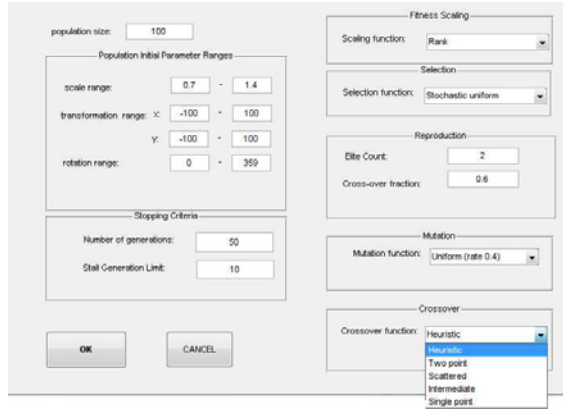 population size: 100
Population Initial Parameter Ranges
scale range: 0.7 - 1.4
transformation range: X: -100 - 100
Y: -100 - 100
rotation range: 0 - 359
Stopping Criteria
Number of generations: 50
Stall Generation Limit: 10
OK CANCEL
Fitness Scaling
Scaling function: Rank
Selection
Selection function: Stochastic uniform
Reproduction
Elite Count: 2
Cross-over fraction: 0.6
Mutation
Mutation function: Uniform (rate 0.4)
Crossover
Crossover function: Heuristic
Heuristic
Two point
Scattered
Intermediate
Single point